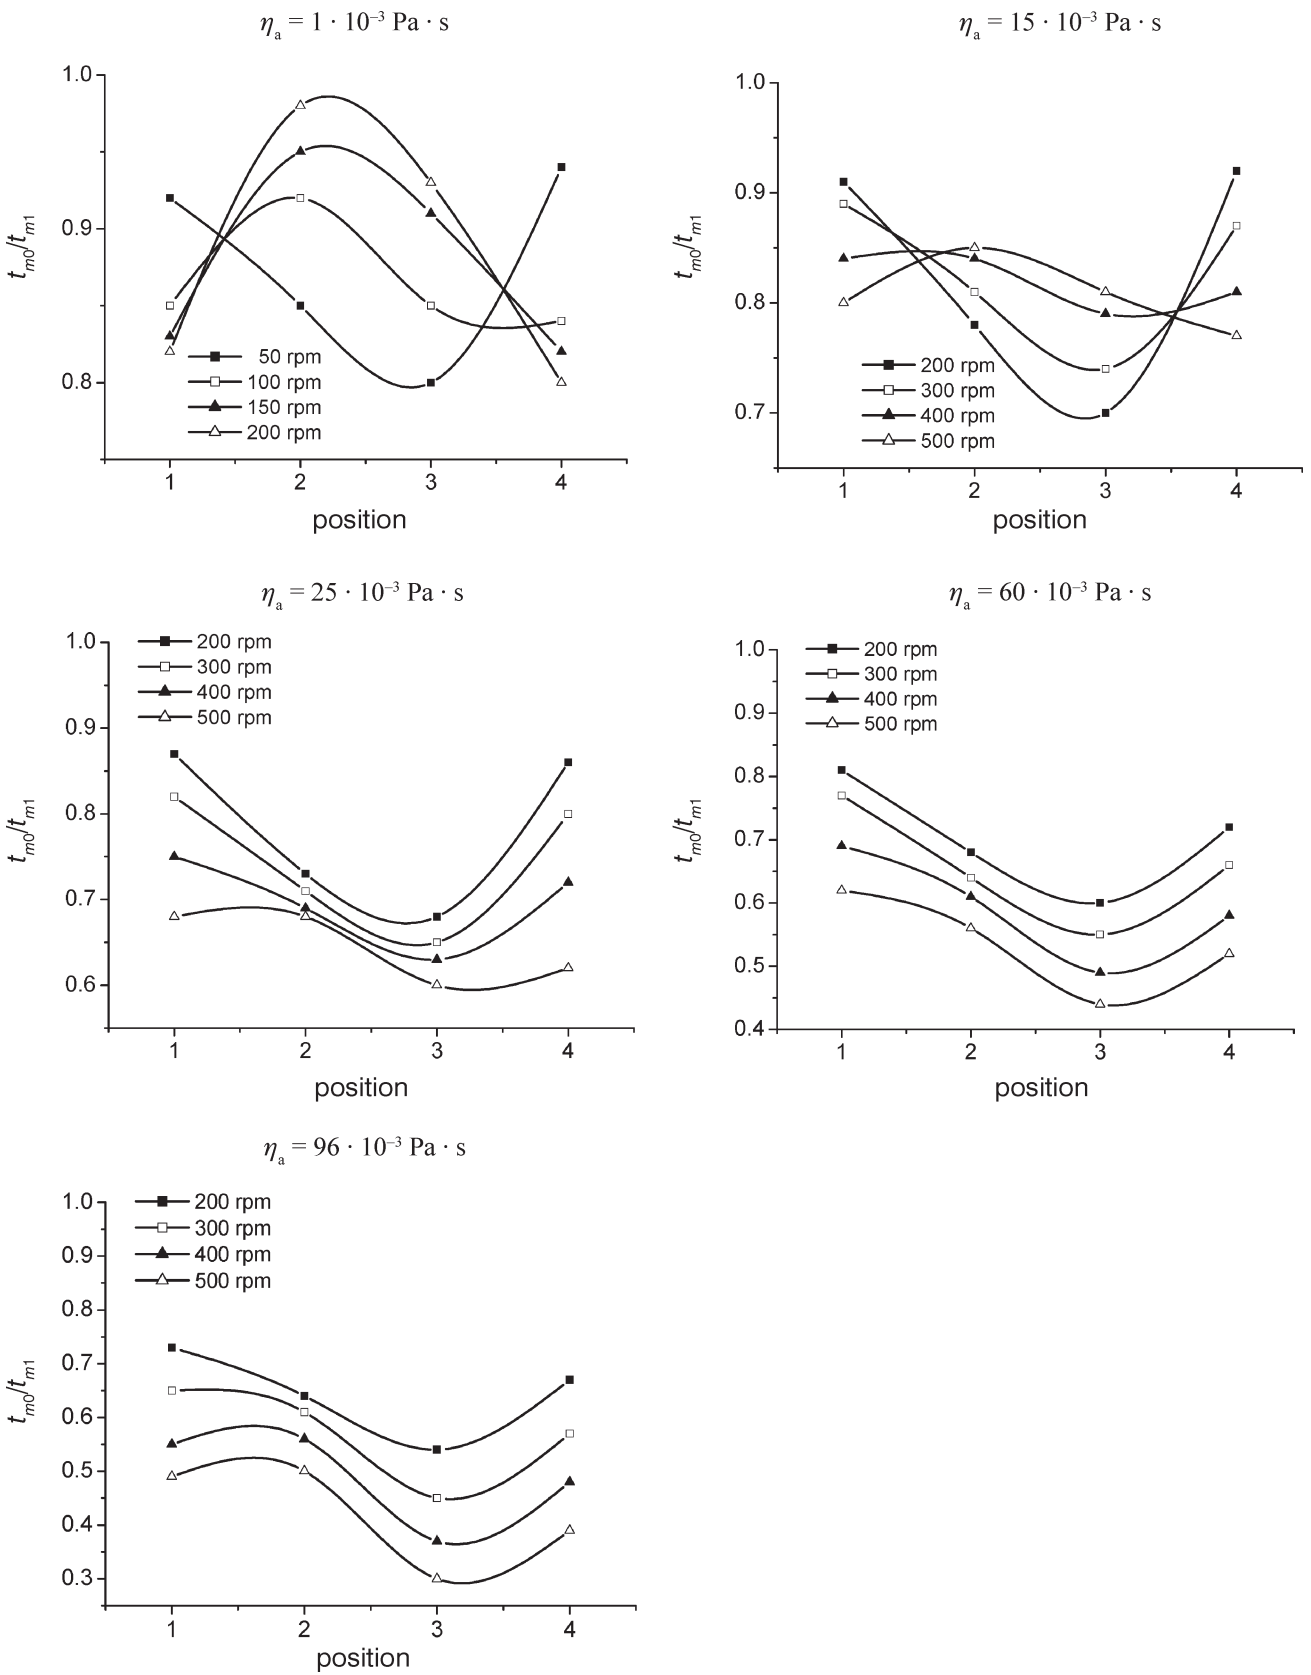 ηa = 1 · 10–3 Pa · s
1.0
0.9
0.8
tm0/tm1
50 rpm
100 rpm
150 rpm
200 rpm
1 2 3 4
position
ηa = 15 · 10–3 Pa · s
1.0
0.9
0.8
0.7
tm0/tm1
200 rpm
300 rpm
400 rpm
500 rpm
1 2 3 4
position
ηa = 25 · 10–3 Pa · s
1.0
0.9
0.8
0.7
0.6
tm0/tm1
200 rpm
300 rpm
400 rpm
500 rpm
1 2 3 4
position
ηa = 60 · 10–3 Pa · s
1.0
0.9
0.8
0.7
0.6
0.5
0.4
tm0/tm1
200 rpm
300 rpm
400 rpm
500 rpm
1 2 3 4
position
ηa = 96 · 10–3 Pa · s
1.0
0.9
0.8
0.7
0.6
0.5
0.4
0.3
tm0/tm1
200 rpm
300 rpm
400 rpm
500 rpm
1 2 3 4
position